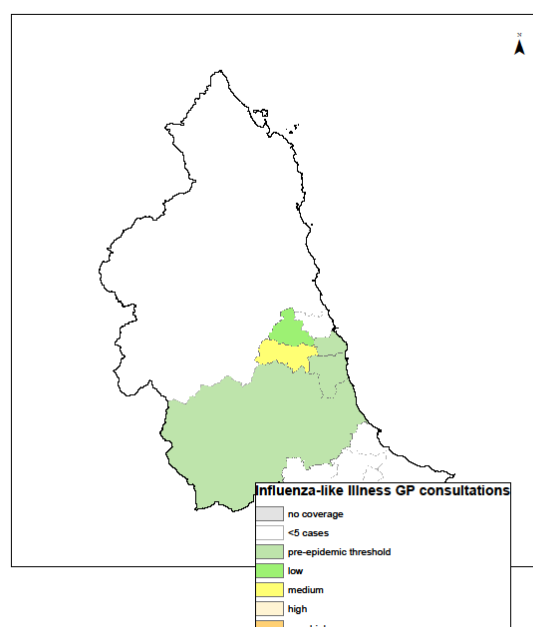 N
Influenza-like Illness GP consultations
no coverage
<5 cases
pre-epidemic threshold
low
medium
high